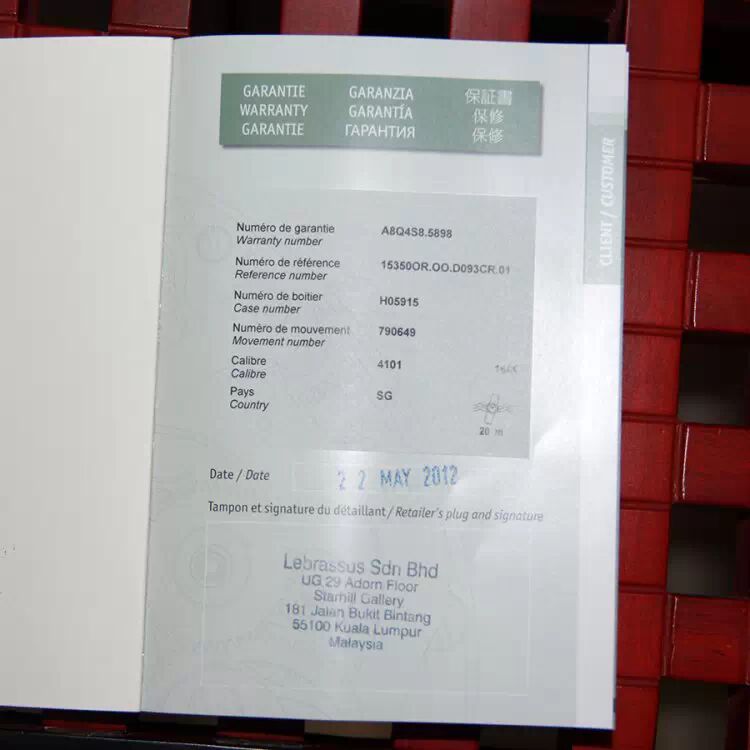 GARANTIE GARANZIA 保証書
WARRANTY GARANTÍA 保修
GARANTIE ГАРАНТИЯ 保修
CLIENT / CUSTOMER
Numéro de garantie A8Q4S8.5898
Warranty number
Numéro de référence 15350OR.OO.D093CR.01
Reference number
Numéro de boitier H05915
Case number
Numéro de mouvement 790649
Movement number
Calibre 4101
Calibre
Pays SG
Country
20 m
Date / Date 2 2 MAY 2012
Tampon et signature du détaillant / Retailer's plug and signature
Lebrassus Sdn Bhd
UG 29 Adorn Floor
Starhill Gallery
181 Jalan Bukit Bintang
55100 Kuala Lumpur
Malaysia